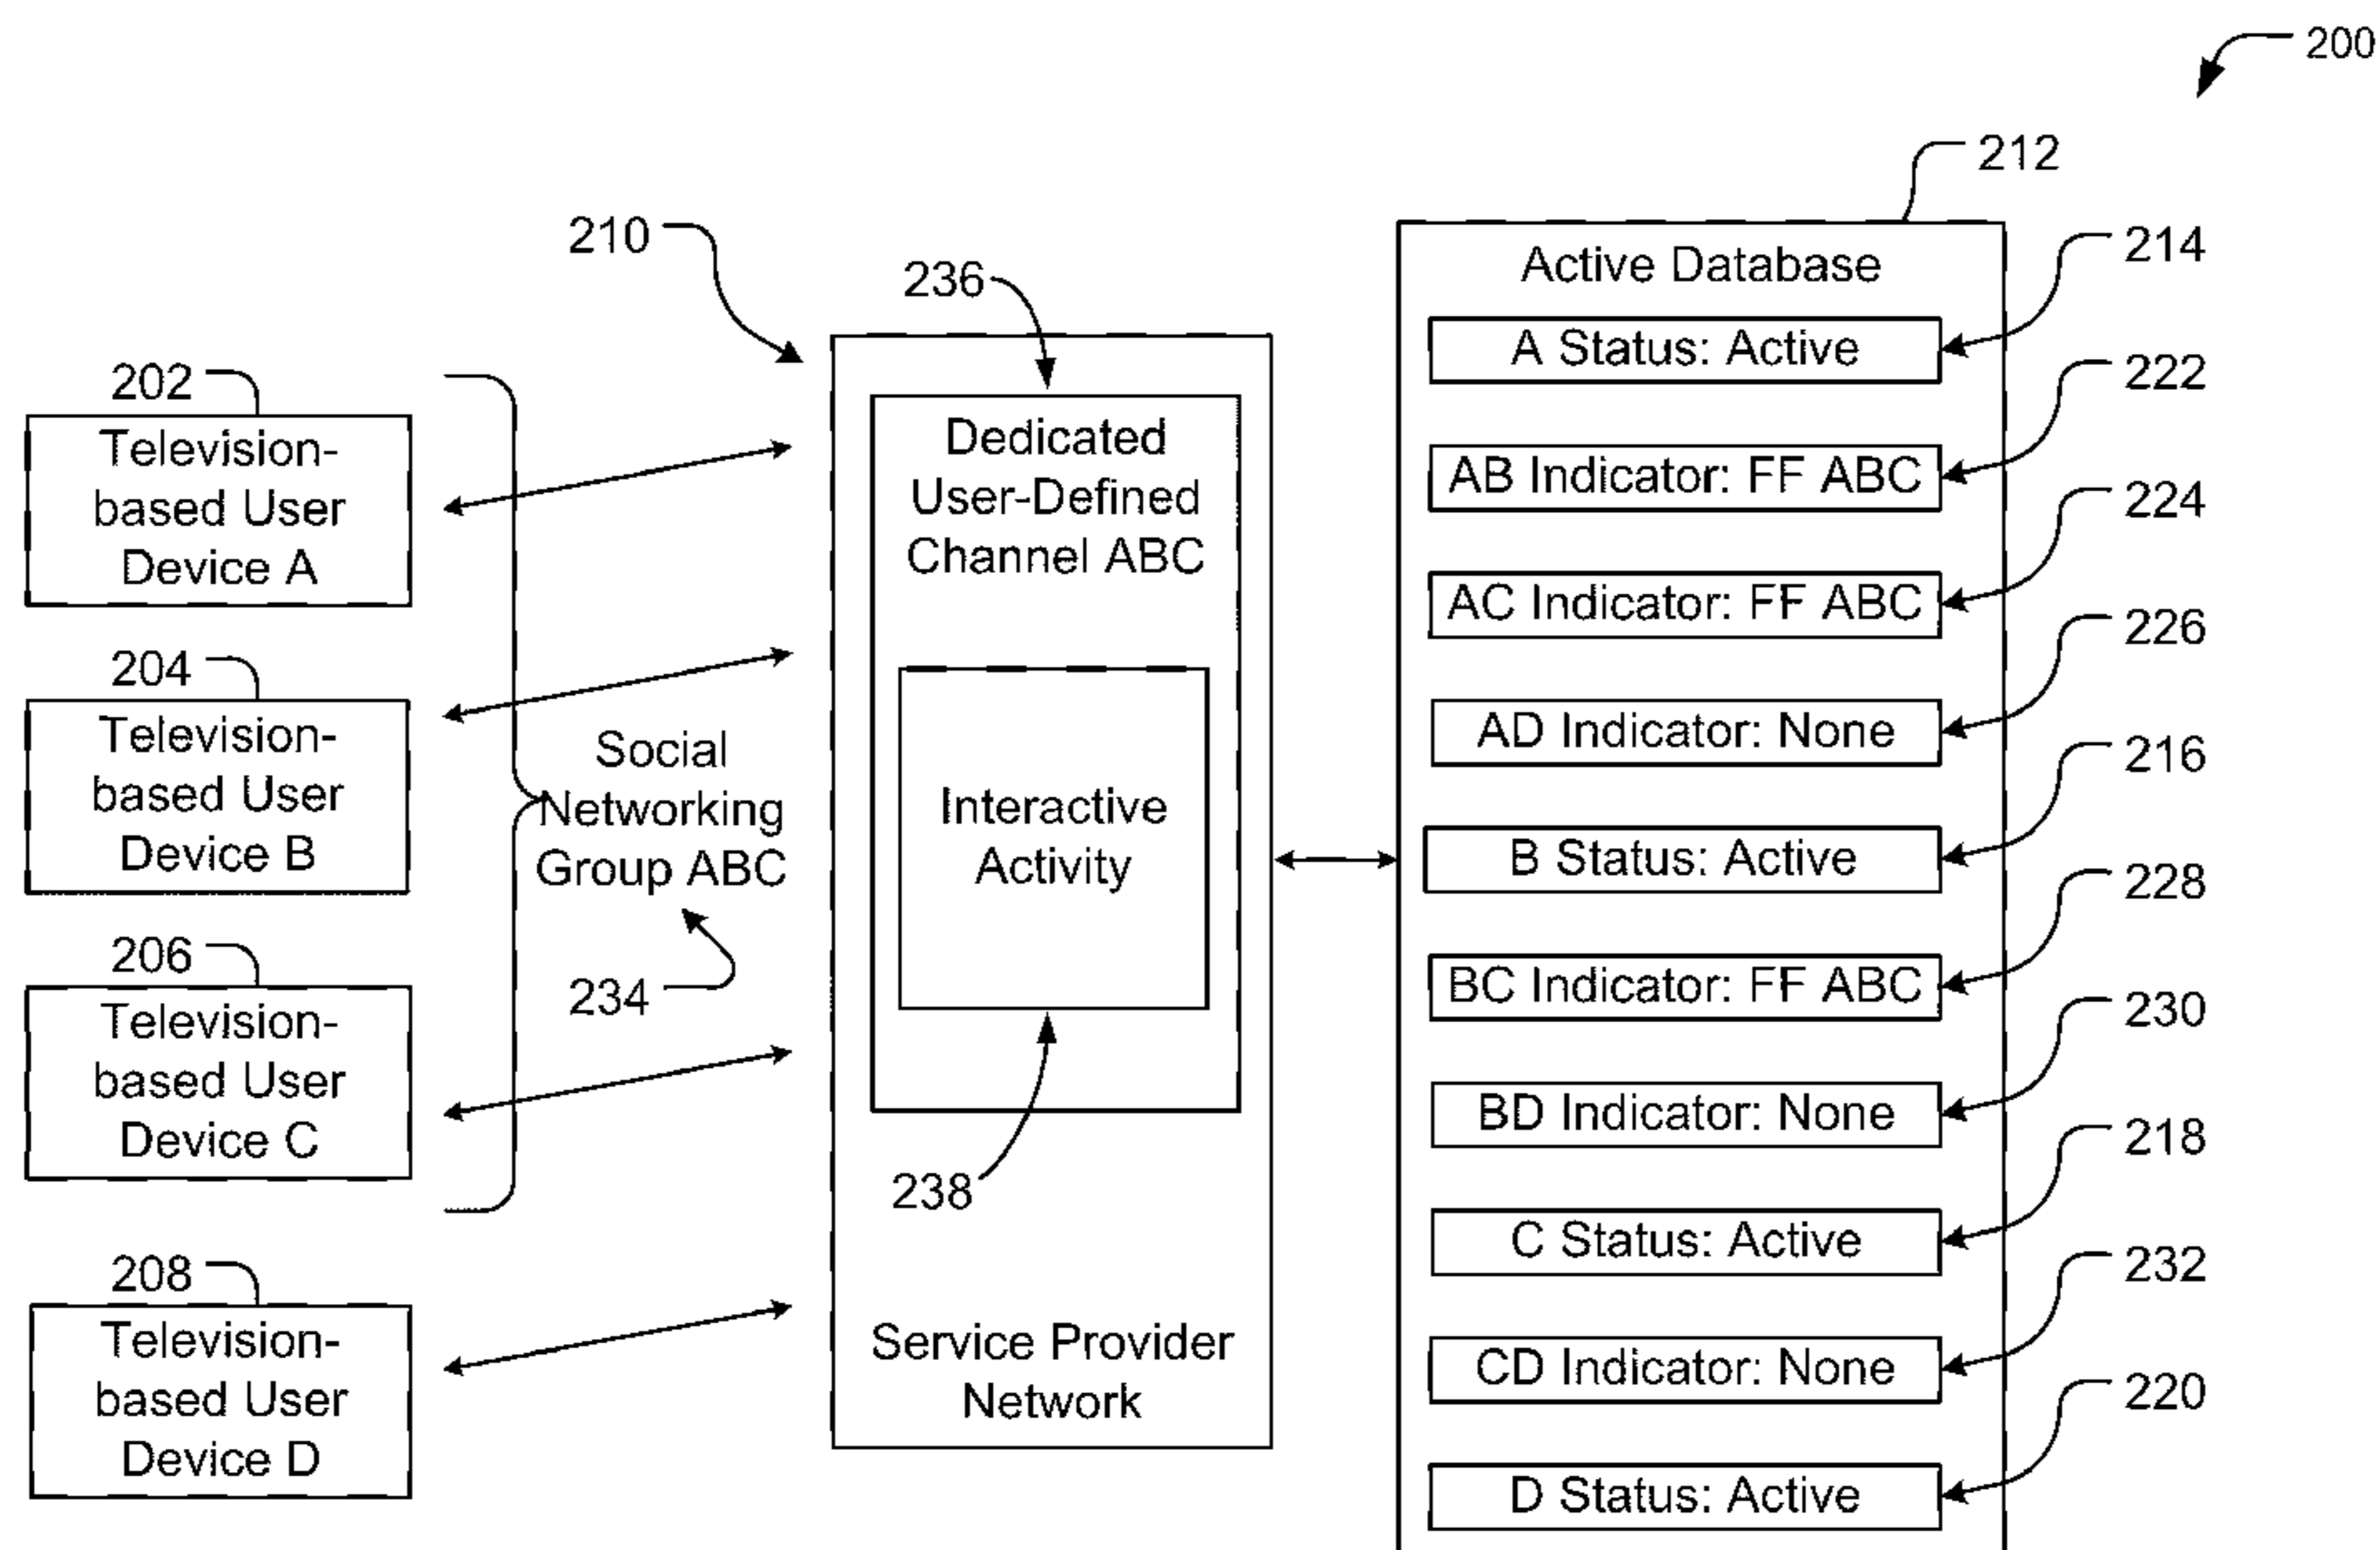 200
212
210
236
Active Database
214
A Status: Active
222
AB Indicator: FF ABC
224
AC Indicator: FF ABC
226
AD Indicator: None
216
B Status: Active
228
BC Indicator: FF ABC
230
BD Indicator: None
218
C Status: Active
232
CD Indicator: None
220
D Status: Active
202
Television-
based User
Device A
204
Television-
based User
Device B
206
Television-
based User
Device C
208
Television-
based User
Device D
Social
Networking
Group ABC
234
Dedicated
User-Defined
Channel ABC
Interactive
Activity
238
Service Provider
Network